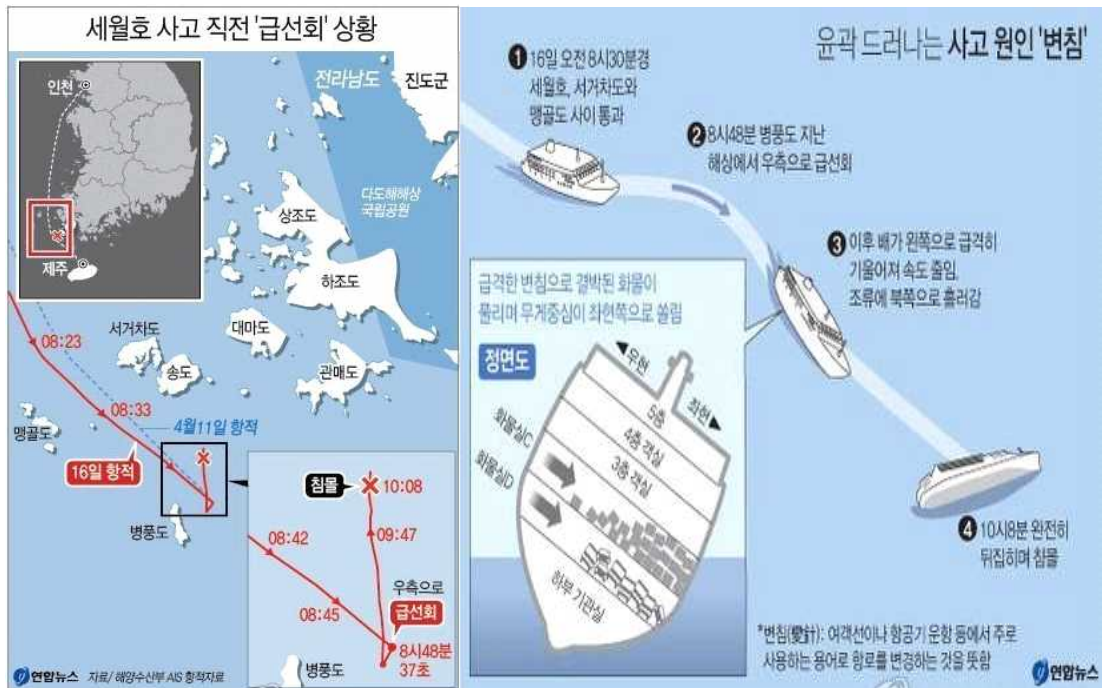 세월호 사고 직전 '급선회' 상황
인천
제주
전라남도
진도군
다도해해상
국립공원
상조도
하조도
서거차도
대마도
송도
관매도
맹골도
08:23
08:33
4월11일 항적
16일 항적
병풍도
침몰
10:08
09:47
08:42
08:45
우측으로
급선회
8시48분
37초
병풍도
연합뉴스 자료/ 해양수산부 AIS 항적자료
윤곽 드러나는 사고 원인 '변침'
1 16일 오전 8시30분경
세월호, 서거차도와
맹골도 사이 통과
2 8시48분 병풍도 지난
해상에서 우측으로 급선회
3 이후 배가 왼쪽으로 급격히
기울어져 속도 줄임,
조류에 북쪽으로 흘러감
급격한 변침으로 결박된 화물이
풀리며 무게중심이 좌현쪽으로 쏠림
정면도
우현
좌현
5층
4층 객실
3층 객실
화물실C
화물실D
하부 기관실
4 10시8분 완전히
뒤집히며 침몰
*변침(變針): 여객선이나 항공기 운항 등에서 주로
사용하는 용어로 항로를 변경하는 것을 뜻함
연합뉴스